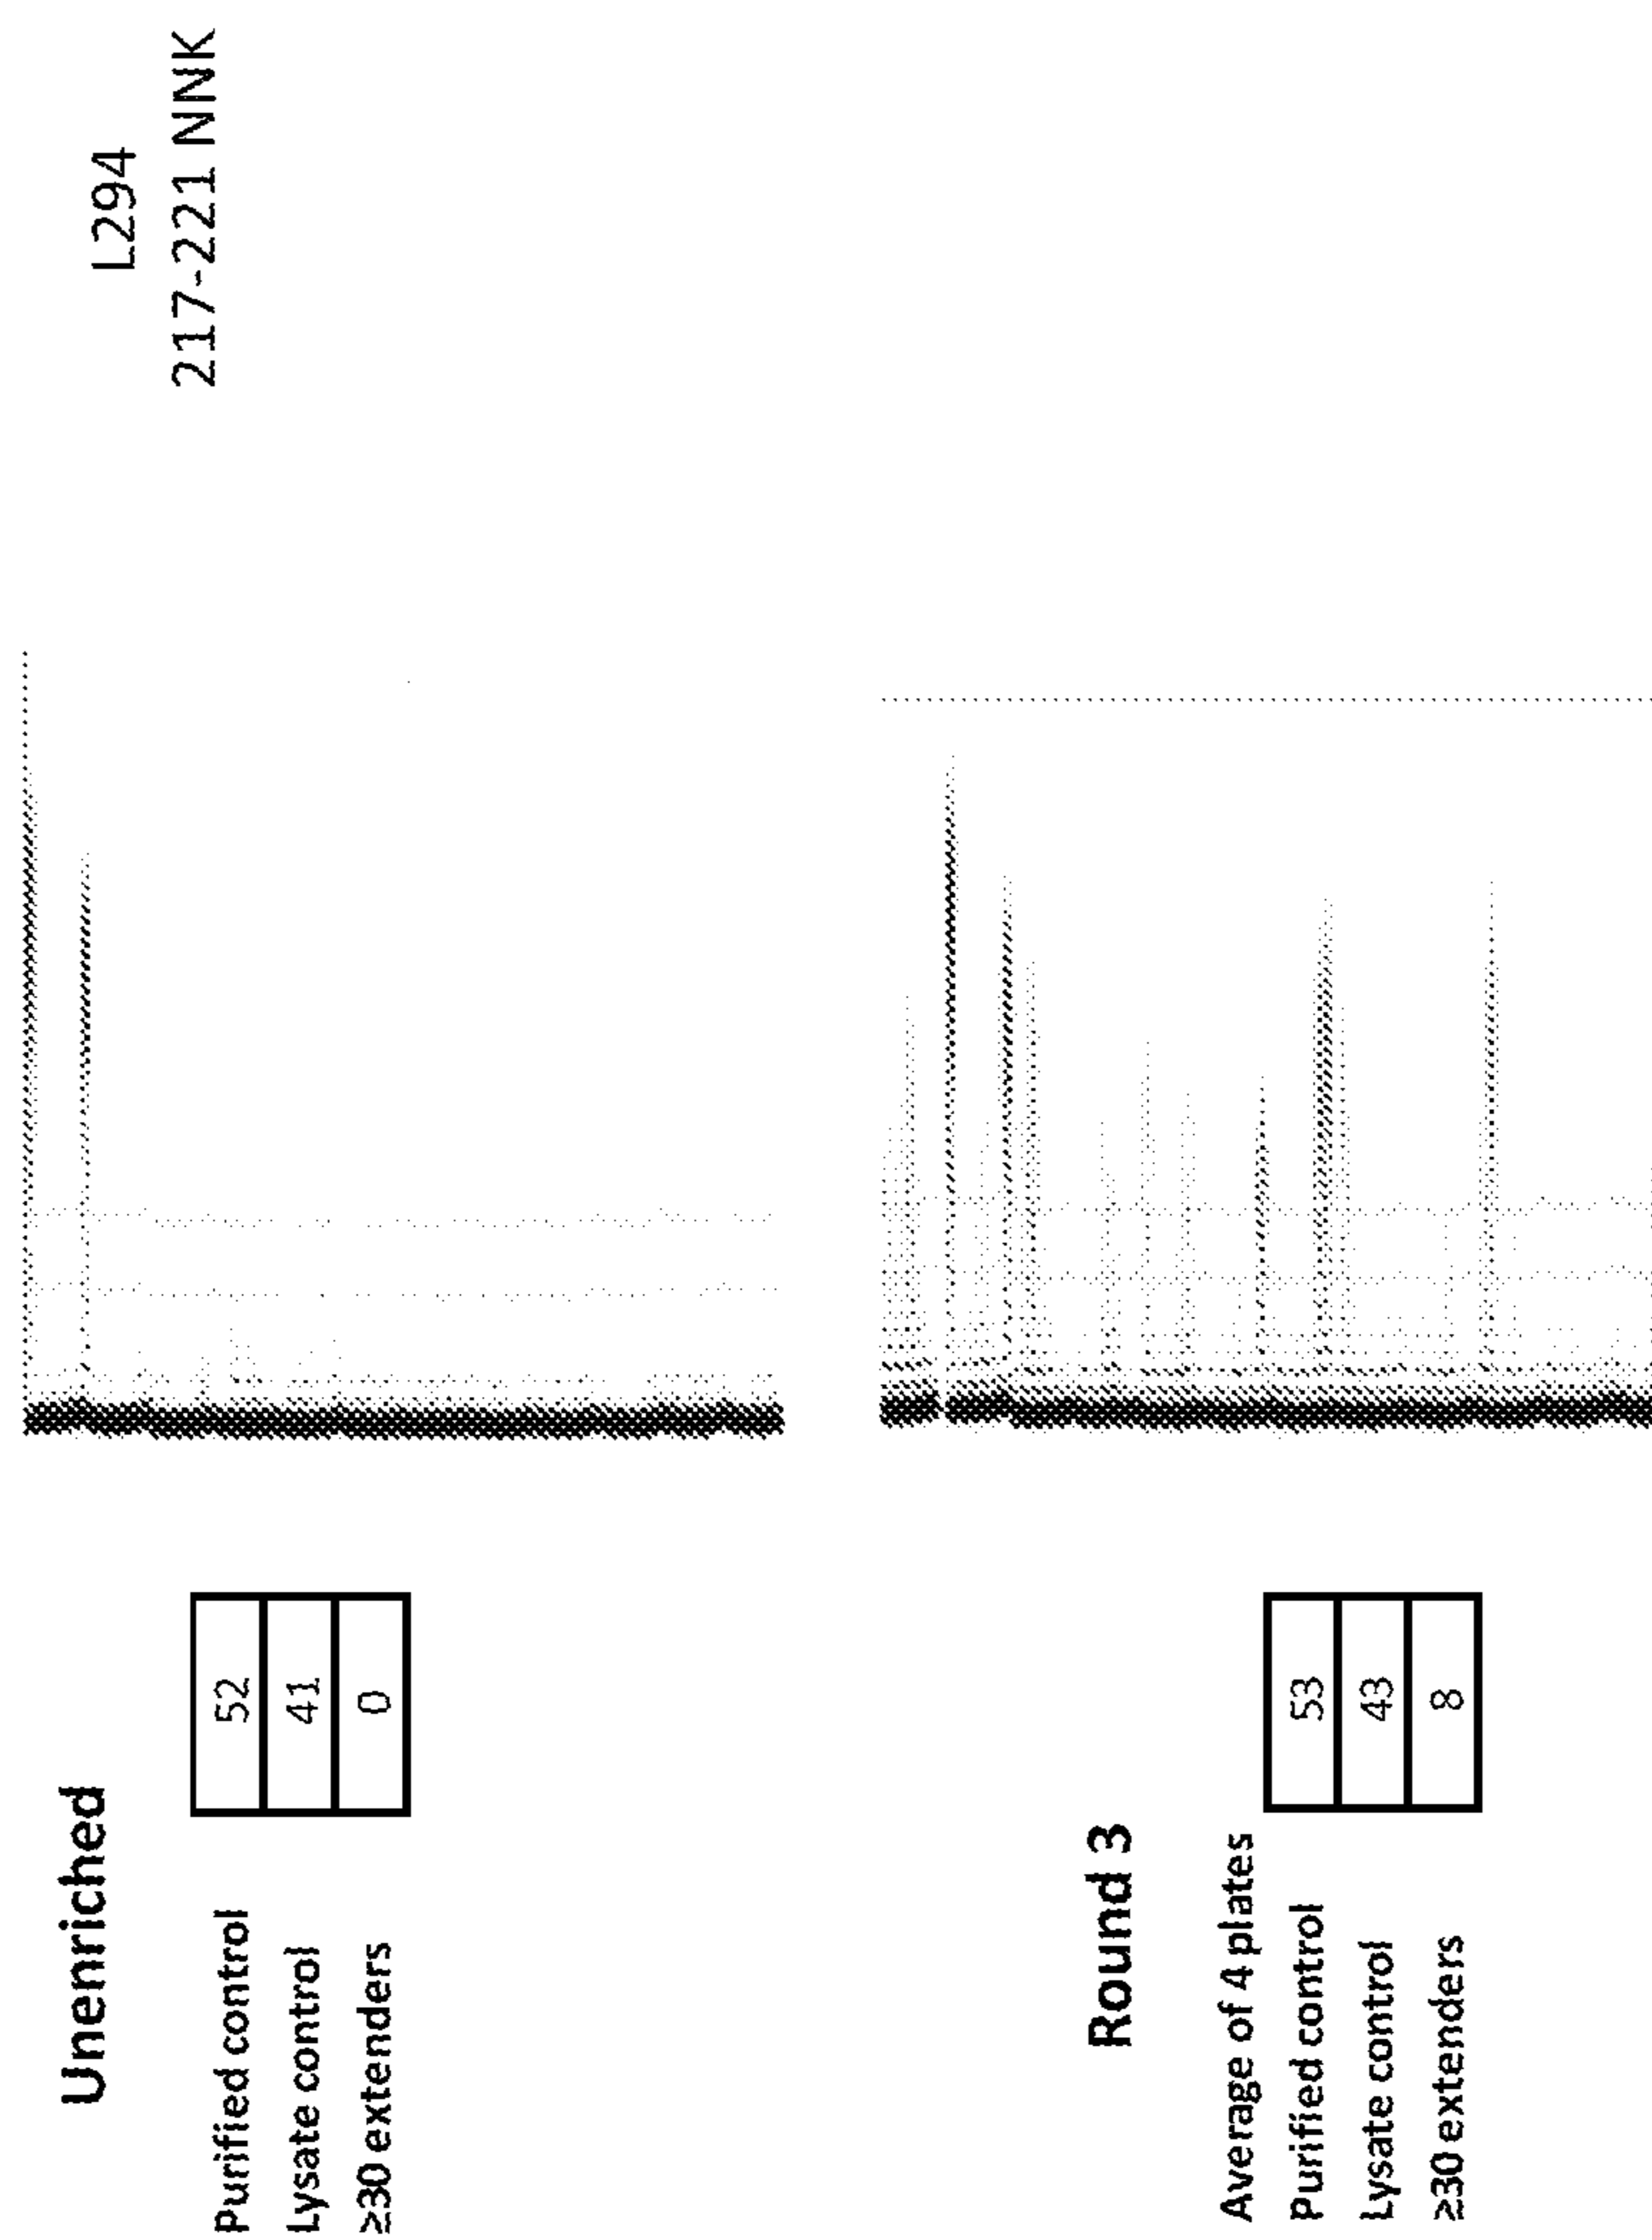 L294
217-221 NNK
Unenriched
Purified control 52
Lysate control 41
≥30 extenders 0
Round 3
Average of 4 plates
Purified control 53
Lysate control 43
≥30 extenders 8